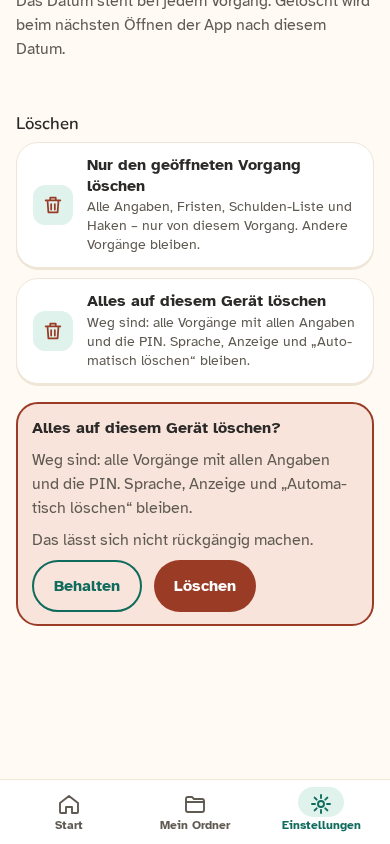 Das Datum steht bei jedem Vorgang. Gelöscht wird
beim nächsten Öffnen der App nach diesem
Datum.
Löschen
Nur den geöffneten Vorgang
löschen
Alle Angaben, Fristen, Schulden-Liste und
Haken – nur von diesem Vorgang. Andere
Vorgänge bleiben.
Alles auf diesem Gerät löschen
Weg sind: alle Vorgänge mit allen Angaben
und die PIN. Sprache, Anzeige und „Auto-
matisch löschen“ bleiben.
Alles auf diesem Gerät löschen?
Weg sind: alle Vorgänge mit allen Angaben
und die PIN. Sprache, Anzeige und „Automa-
tisch löschen“ bleiben.
Das lässt sich nicht rückgängig machen.
Behalten
Löschen
Start
Mein Ordner
Einstellungen